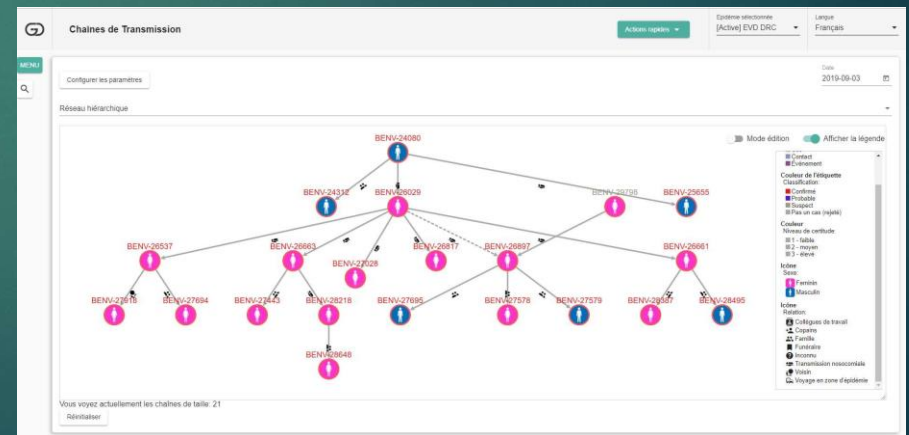 Chaines de Transmission
Actions rapides
Epidémie sélectionnée
[Active] EVD DRC
Langue
Français
MENU
Configurer les paramètres
Date
2019-09-03
Réseau hiérarchique
Mode édition
Afficher la légende
BENV-24080
BENV-24312
BENV-26029
BENV-29798
BENV-25655
BENV-26537
BENV-26663
BENV-26817
BENV-26897
BENV-26661
BENV-27028
BENV-27694
BENV-27443
BENV-28218
BENV-27695
BENV-27578
BENV-27579
BENV-28495
BENV-28648
Contact
Événement
Couleur de l'étiquette
Classification:
Confirmé
Probable
Suspect
Pas un cas (rejeté)
Couleur
Niveau de certitude
1 - faible
2 - moyen
3 - élevé
Icône
Sexe:
Féminin
Masculin
Icône
Relation:
Collègues de travail
Copains
Famille
Funéraire
Inconnu
Transmission nosocomiale
Voisin
Voyage en zone d'épidémie
Vous voyez actuellement les chaînes de taille: 21
Réinitialiser